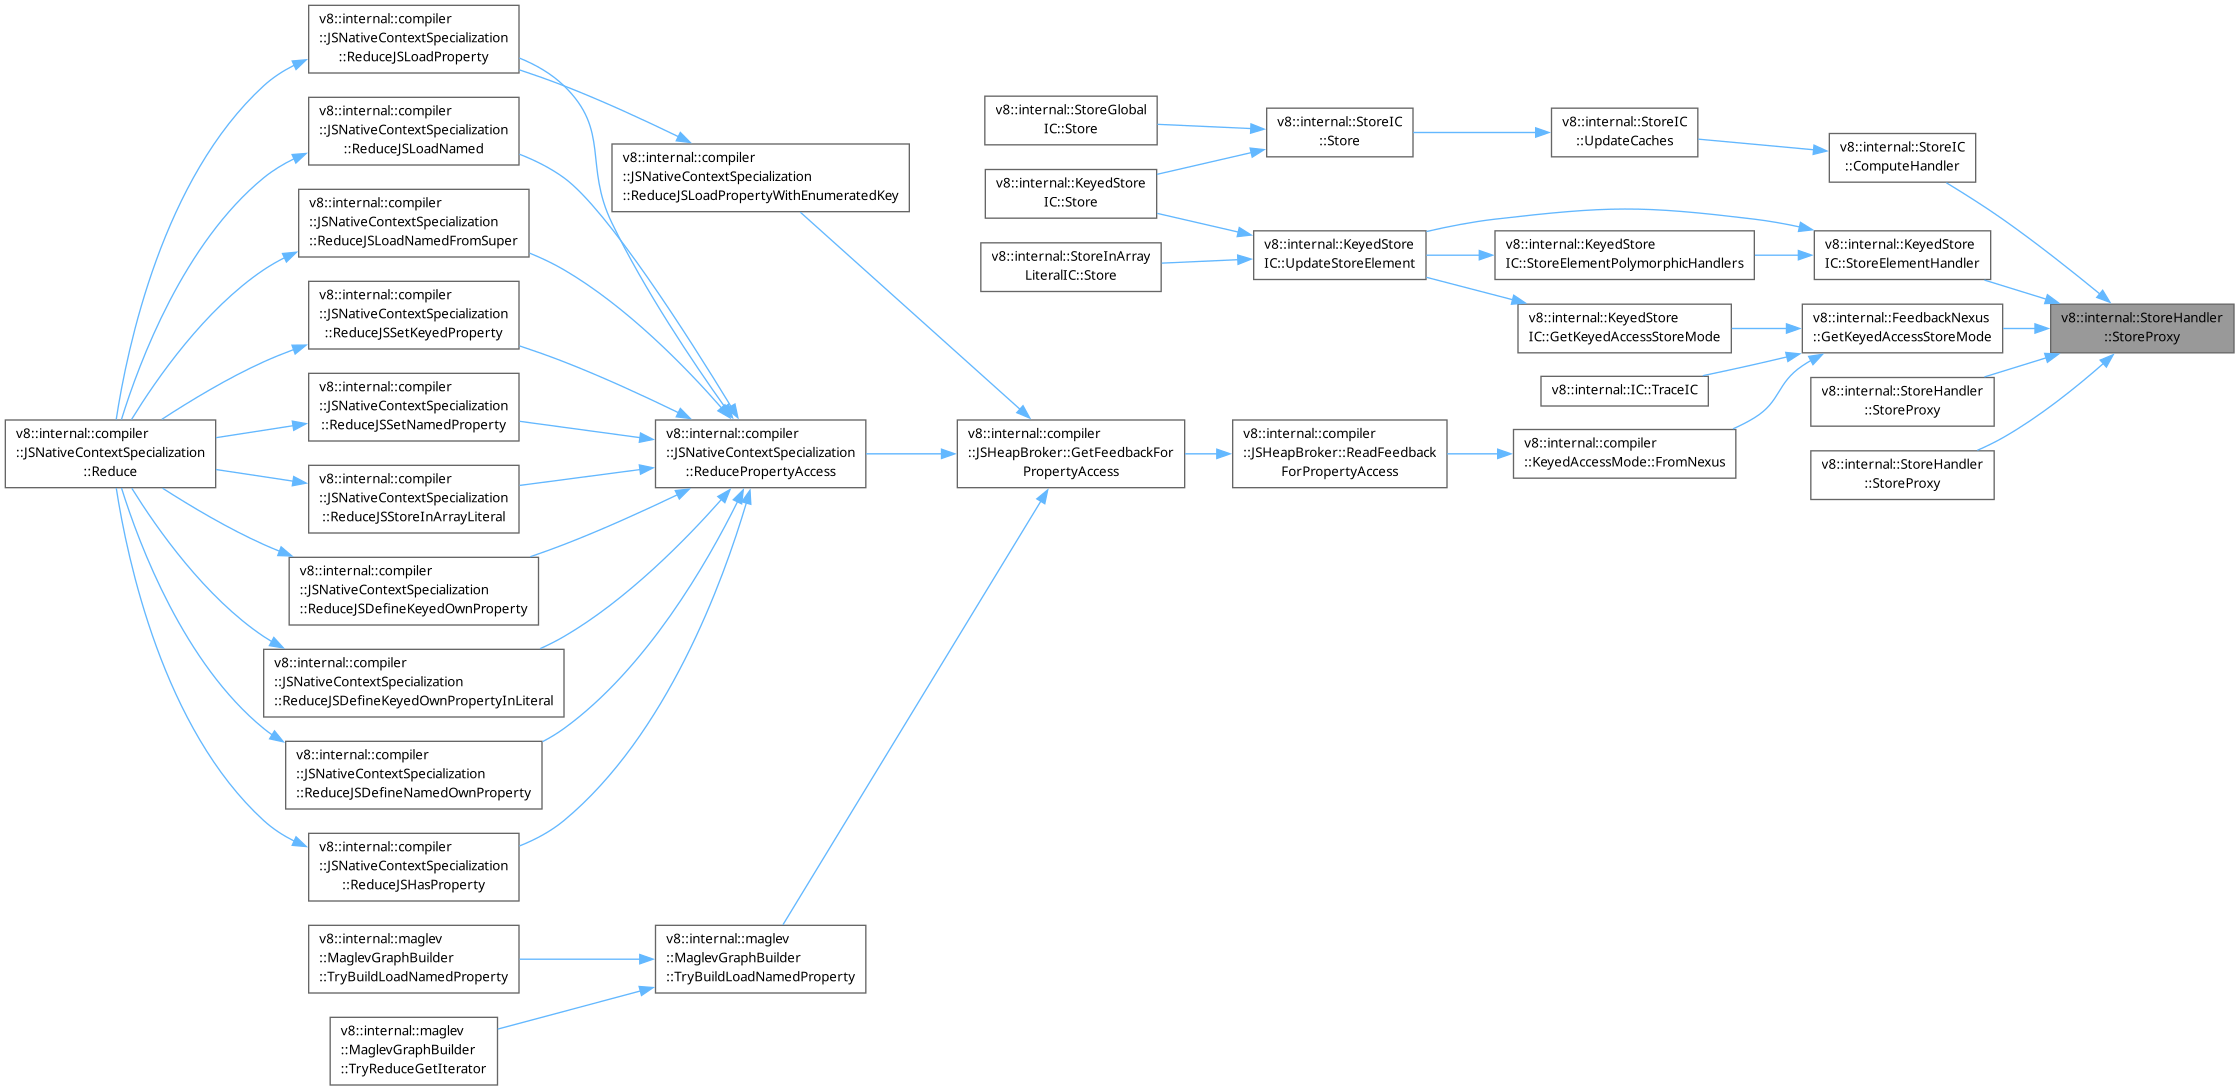 v8::internal::compiler
::JSNativeContextSpecialization
::ReduceJSLoadProperty
v8::internal::compiler
::JSNativeContextSpecialization
::ReduceJSLoadNamed
v8::internal::compiler
::JSNativeContextSpecialization
::ReduceJSLoadNamedFromSuper
v8::internal::compiler
::JSNativeContextSpecialization
::ReduceJSSetKeyedProperty
v8::internal::compiler
::JSNativeContextSpecialization
::ReduceJSSetNamedProperty
v8::internal::compiler
::JSNativeContextSpecialization
::Reduce
v8::internal::compiler
::JSNativeContextSpecialization
::ReduceJSStoreInArrayLiteral
v8::internal::compiler
::JSNativeContextSpecialization
::ReduceJSDefineKeyedOwnProperty
v8::internal::compiler
::JSNativeContextSpecialization
::ReduceJSDefineKeyedOwnPropertyInLiteral
v8::internal::compiler
::JSNativeContextSpecialization
::ReduceJSDefineNamedOwnProperty
v8::internal::compiler
::JSNativeContextSpecialization
::ReduceJSHasProperty
v8::internal::maglev
::MaglevGraphBuilder
::TryBuildLoadNamedProperty
v8::internal::maglev
::MaglevGraphBuilder
::TryReduceGetIterator
v8::internal::compiler
::JSNativeContextSpecialization
::ReduceJSLoadPropertyWithEnumeratedKey
v8::internal::compiler
::JSNativeContextSpecialization
::ReducePropertyAccess
v8::internal::maglev
::MaglevGraphBuilder
::TryBuildLoadNamedProperty
v8::internal::StoreGlobal
IC::Store
v8::internal::KeyedStore
IC::Store
v8::internal::StoreInArray
LiteralIC::Store
v8::internal::compiler
::JSHeapBroker::GetFeedbackFor
PropertyAccess
v8::internal::StoreIC
::Store
v8::internal::KeyedStore
IC::UpdateStoreElement
v8::internal::compiler
::JSHeapBroker::ReadFeedback
ForPropertyAccess
v8::internal::StoreIC
::UpdateCaches
v8::internal::KeyedStore
IC::StoreElementPolymorphicHandlers
v8::internal::KeyedStore
IC::GetKeyedAccessStoreMode
v8::internal::IC::TraceIC
v8::internal::compiler
::KeyedAccessMode::FromNexus
v8::internal::StoreIC
::ComputeHandler
v8::internal::KeyedStore
IC::StoreElementHandler
v8::internal::FeedbackNexus
::GetKeyedAccessStoreMode
v8::internal::StoreHandler
::StoreProxy
v8::internal::StoreHandler
::StoreProxy
v8::internal::StoreHandler
::StoreProxy